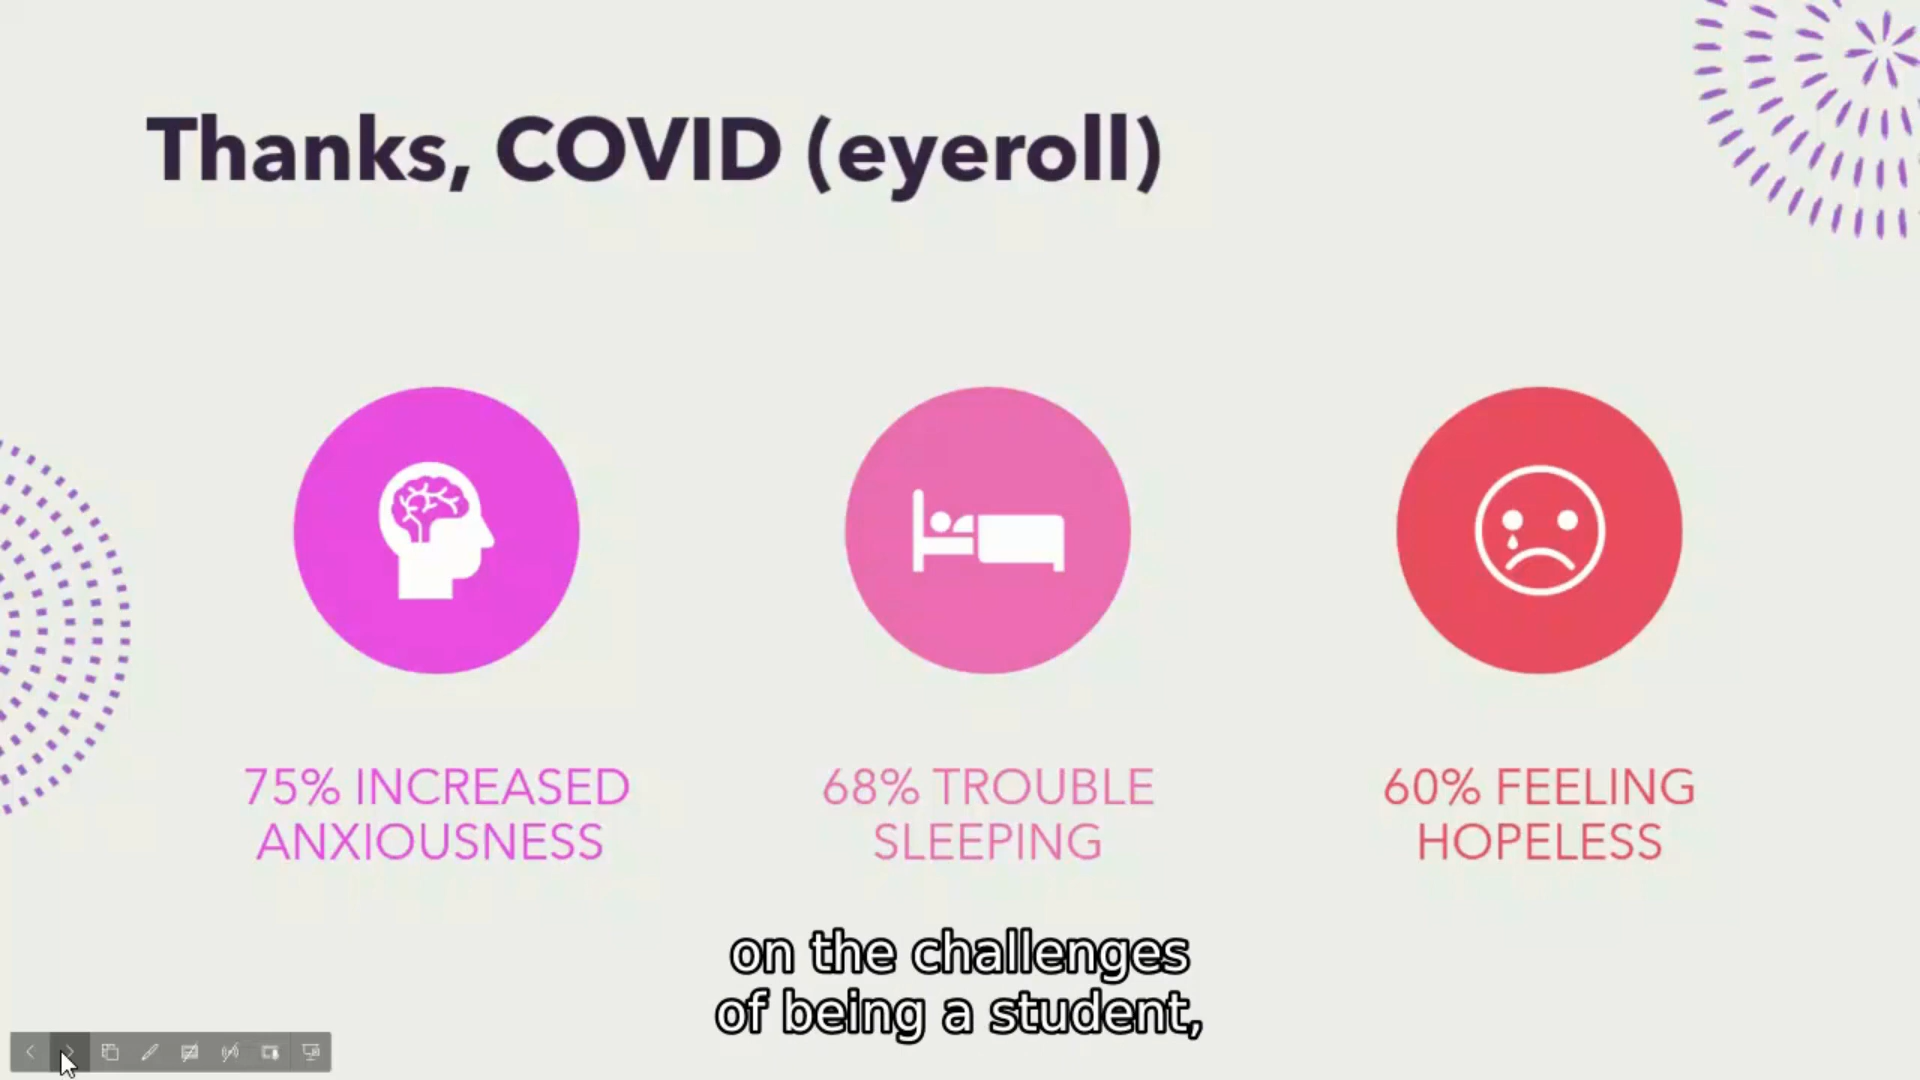 Thanks, COVID (eyeroll)
75% INCREASED
ANXIOUSNESS
68% TROUBLE
SLEEPING
60% FEELING
HOPELESS
on the challenges
of being a student,